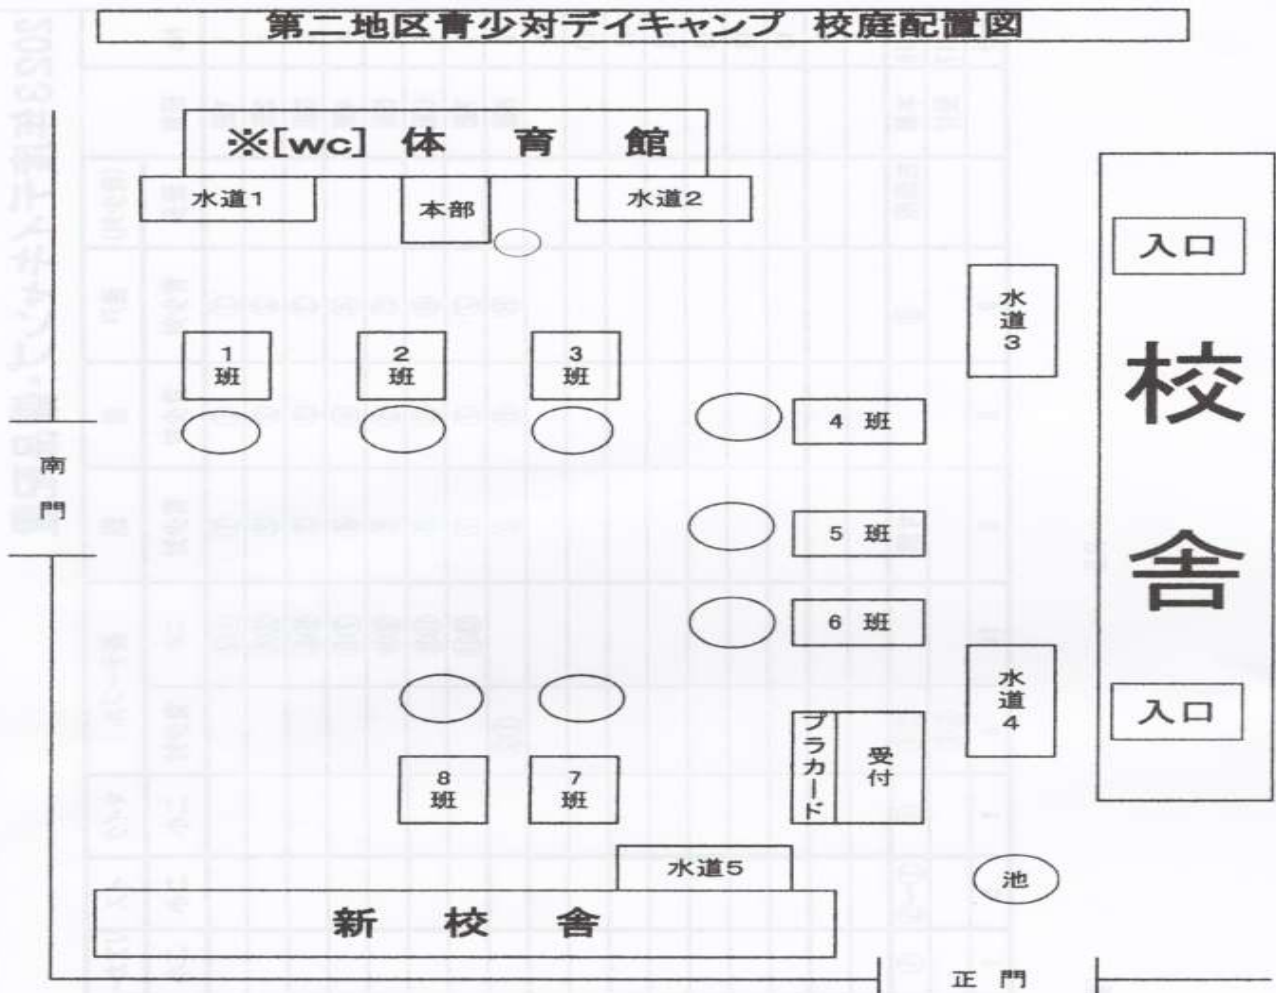 第二地区青少対デイキャンプ 校庭配置図
※[wc] 体 育 館
水道1
本部
水道2
入口
水道3
1班
2班
3班
校舎
4 班
南門
5 班
6 班
水道4
入口
プラカード
受付
8班
7班
水道5
池
新 校 舎
正 門